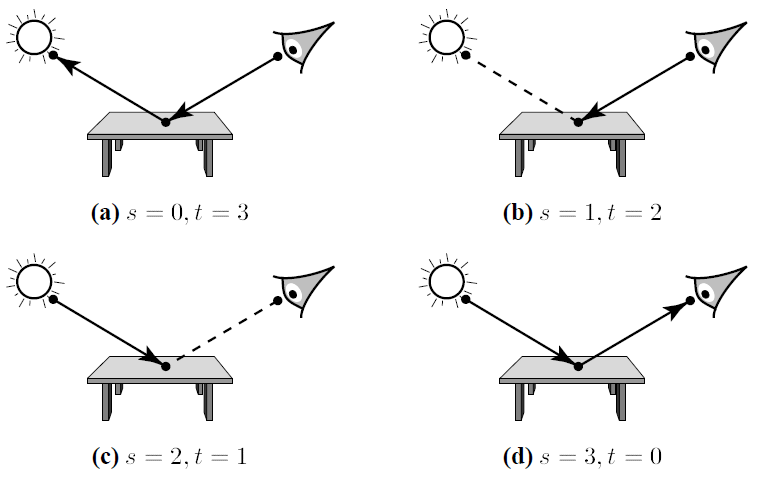 (a) s = 0, t = 3
(b) s = 1, t = 2
(c) s = 2, t = 1
(d) s = 3, t = 0